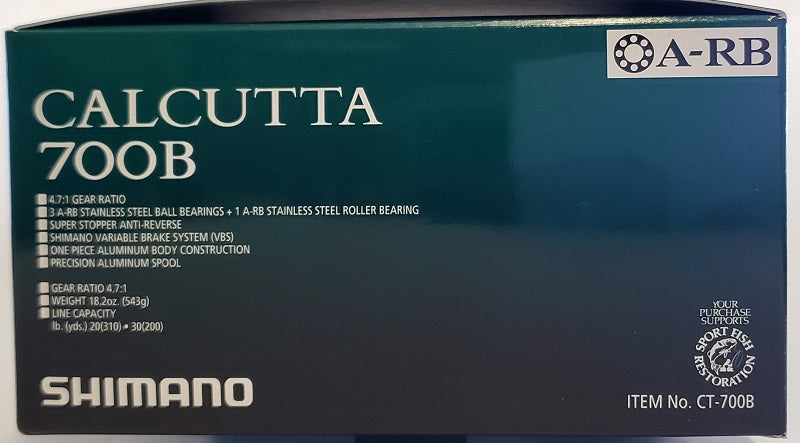 A-RB
CALCUTTA
700B
4.7:1 GEAR RATIO
3 A-RB STAINLESS STEEL BALL BEARINGS + 1 A-RB STAINLESS STEEL ROLLER BEARING
SUPER STOPPER ANTI-REVERSE
SHIMANO VARIABLE BRAKE SYSTEM (VBS)
ONE PIECE ALUMINUM BODY CONSTRUCTION
PRECISION ALUMINUM SPOOL
GEAR RATIO 4.7:1
WEIGHT 18.2oz. (543g)
LINE CAPACITY
lb. (yds.) 20(310) • 30(200)
YOUR
PURCHASE
SUPPORTS
SPORT FISH
RESTORATION
SHIMANO
ITEM No. CT-700B